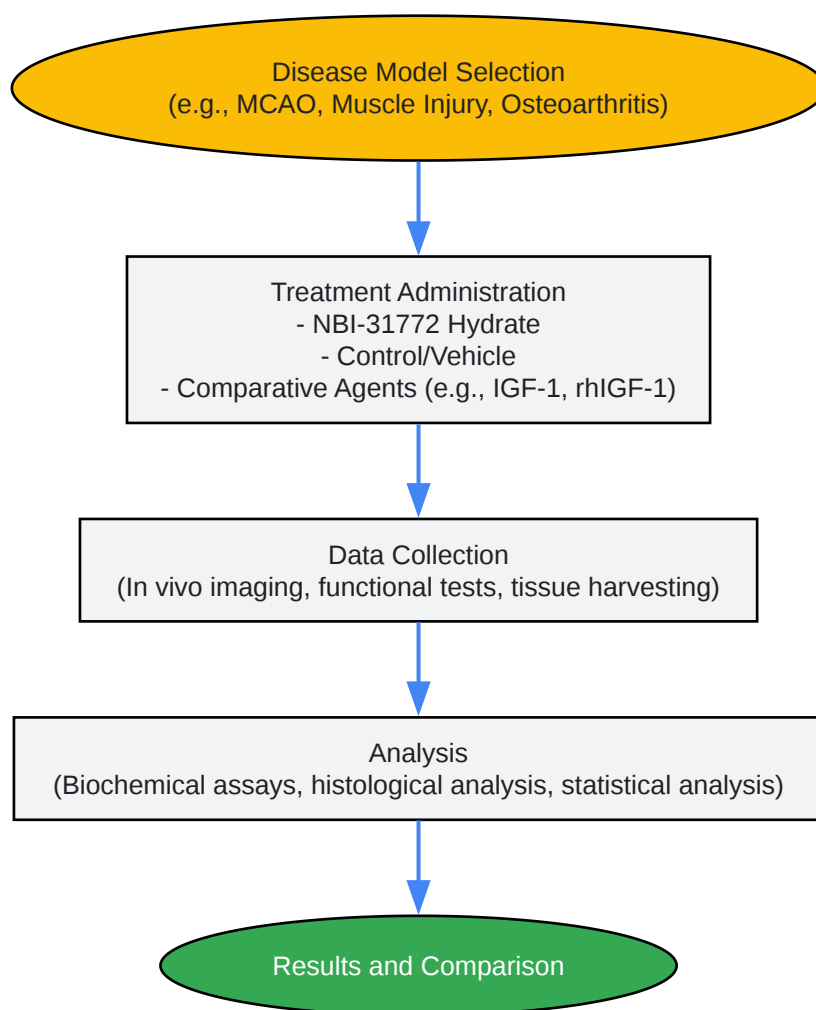 Disease Model Selection
(e.g., MCAO, Muscle Injury, Osteoarthritis)
Treatment Administration
- NBI-31772 Hydrate
- Control/Vehicle
- Comparative Agents (e.g., IGF-1, rhIGF-1)
Data Collection
(In vivo imaging, functional tests, tissue harvesting)
Analysis
(Biochemical assays, histological analysis, statistical analysis)
Results and Comparison